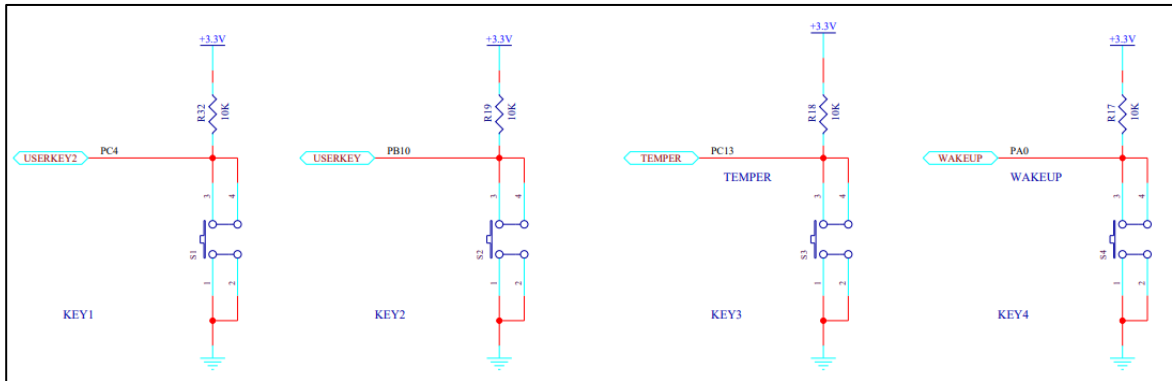 +3.3V
R32
10K
USERKEY2
PC4
3
4
S1
1
2
KEY1
+3.3V
R19
10K
USERKEY
PB10
3
4
S2
1
2
KEY2
+3.3V
R18
10K
TEMPER
PC13
TEMPER
3
4
S3
1
2
KEY3
+3.3V
R17
10K
WAKEUP
PA0
WAKEUP
3
4
S4
1
2
KEY4